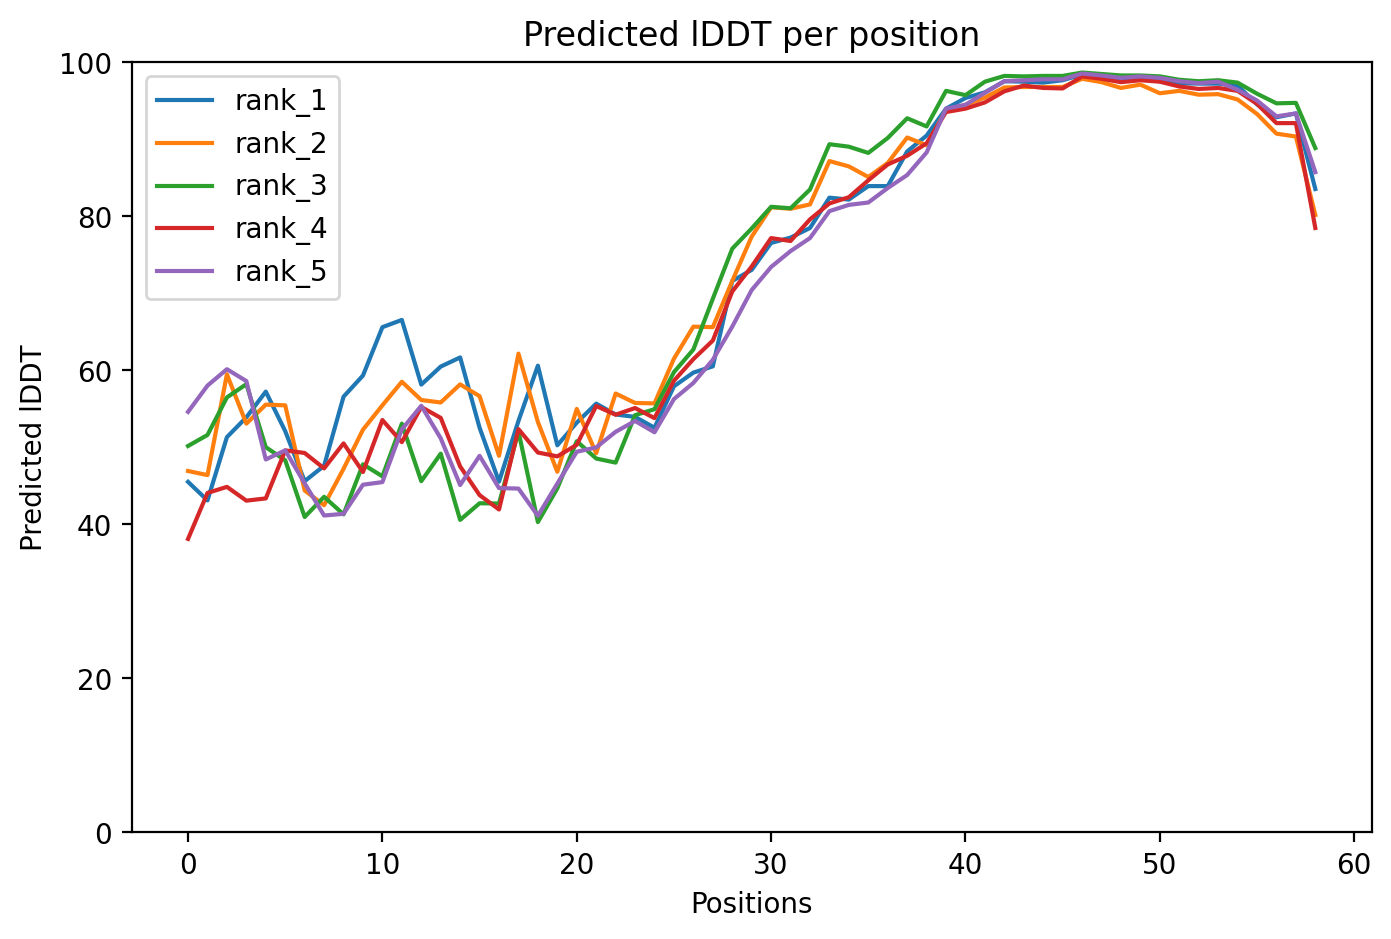 Predicted lDDT per position
100
80
60
40
20
0
Predicted lDDT
rank_1
rank_2
rank_3
rank_4
rank_5
0 10 20 30 40 50 60
Positions